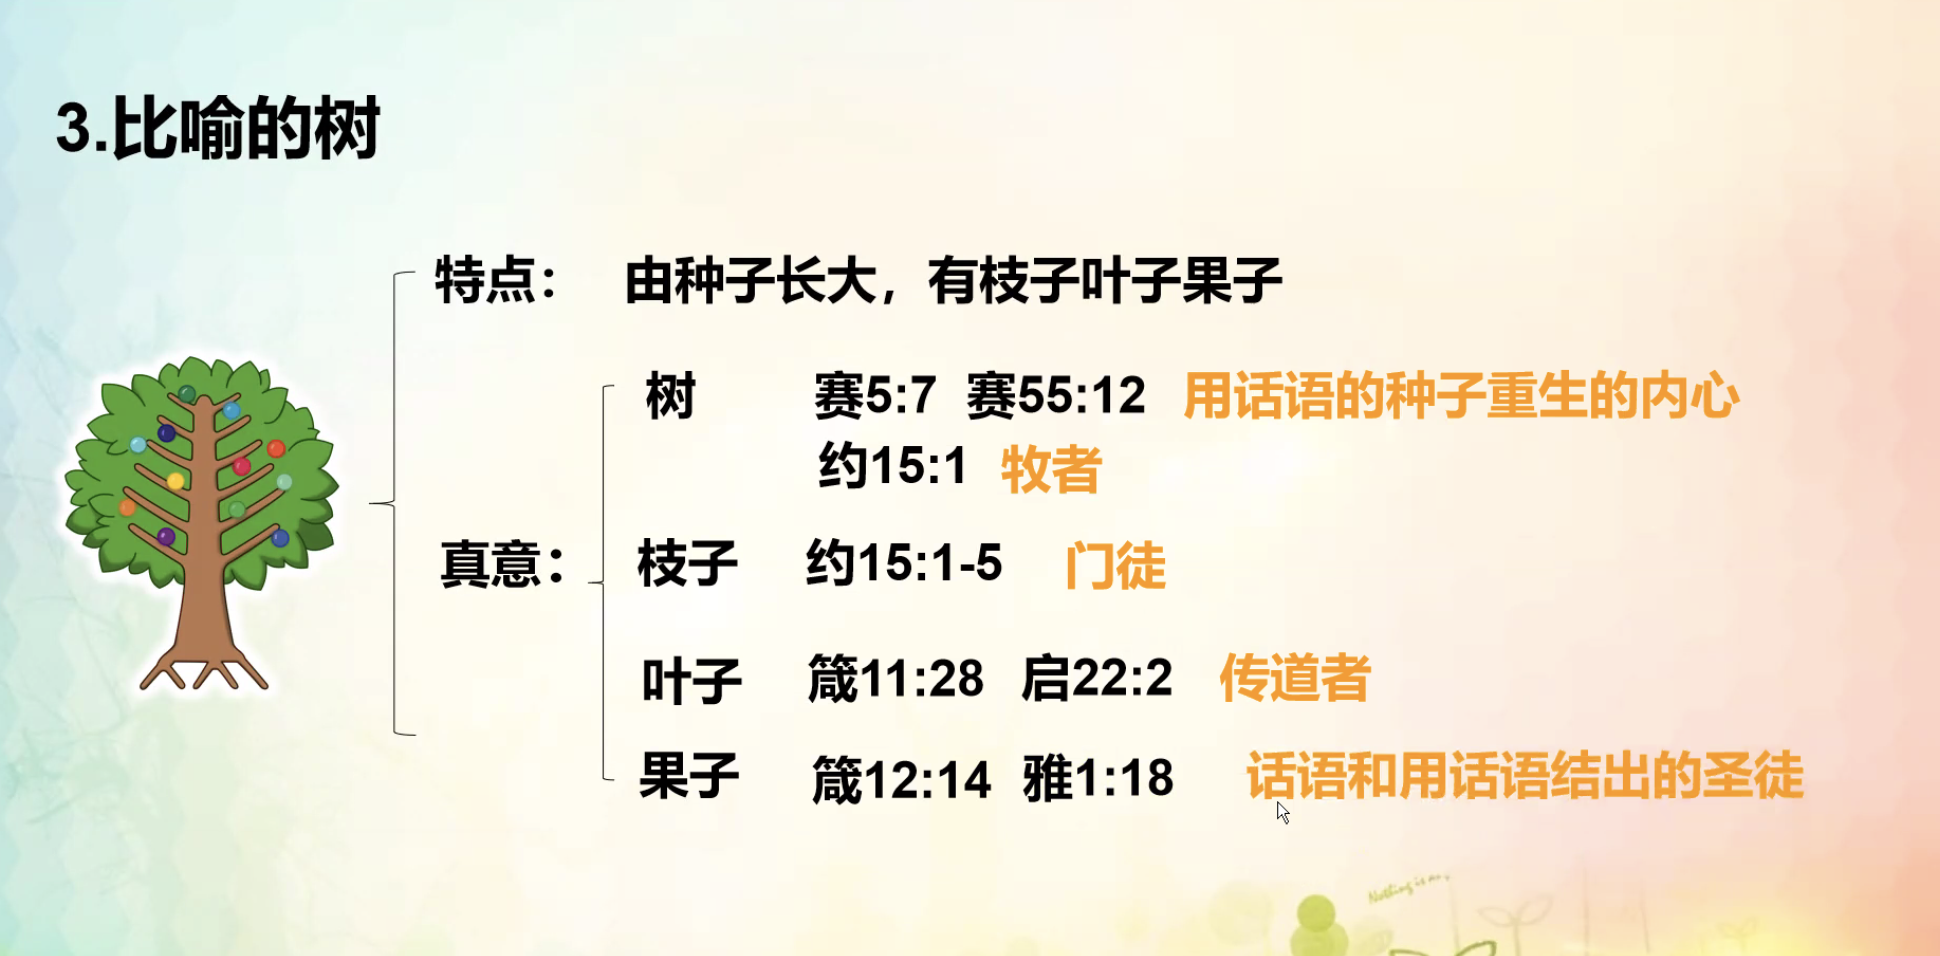 3.比喻的树
特点： 由种子长大，有枝子叶子果子
树 赛5:7 赛55:12 用话语的种子重生的内心
约15:1 牧者
真意： 枝子 约15:1-5 门徒
叶子 箴11:28 启22:2 传道者
果子 箴12:14 雅1:18 话语和用话语结出的圣徒